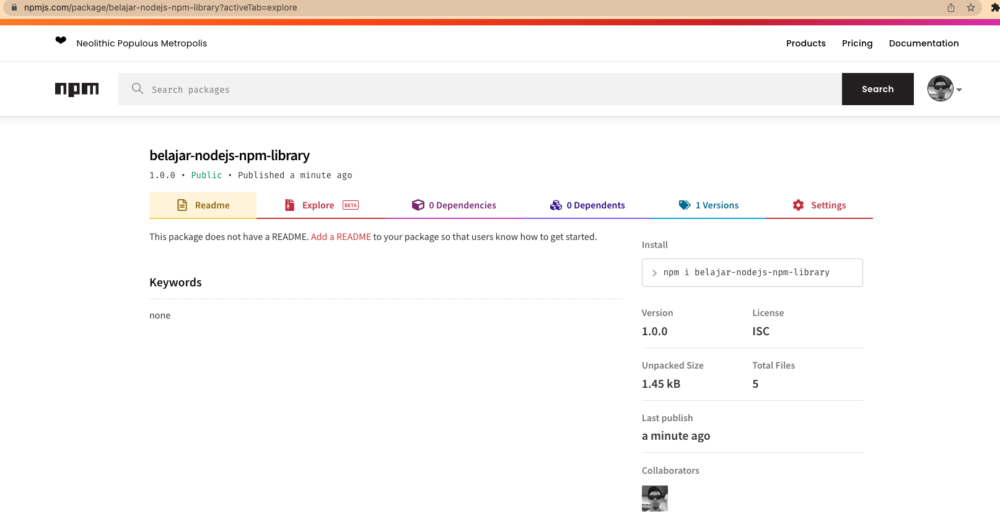 npmjs.com/package/belajar-nodejs-npm-library?activeTab=explore
❤ Neolithic Populous Metropolis
Products Pricing Documentation
npm
Search packages
Search
belajar-nodejs-npm-library
1.0.0 • Public • Published a minute ago
Readme
Explore BETA
0 Dependencies
0 Dependents
1 Versions
Settings
This package does not have a README. Add a README to your package so that users know how to get started.
Keywords
none
Install
> npm i belajar-nodejs-npm-library
Version
1.0.0
License
ISC
Unpacked Size
1.45 kB
Total Files
5
Last publish
a minute ago
Collaborators